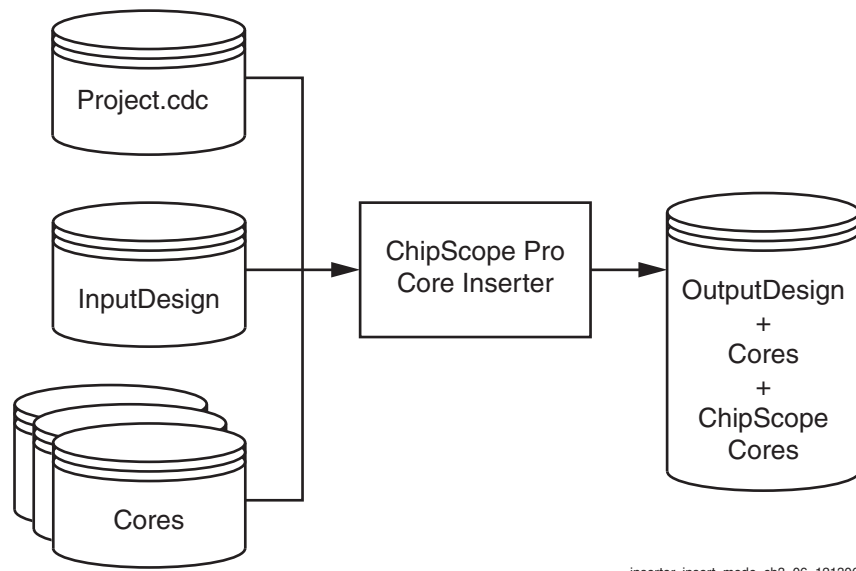 Project.cdc
InputDesign
Cores
ChipScope Pro
Core Inserter
OutputDesign
+
Cores
+
ChipScope
Cores